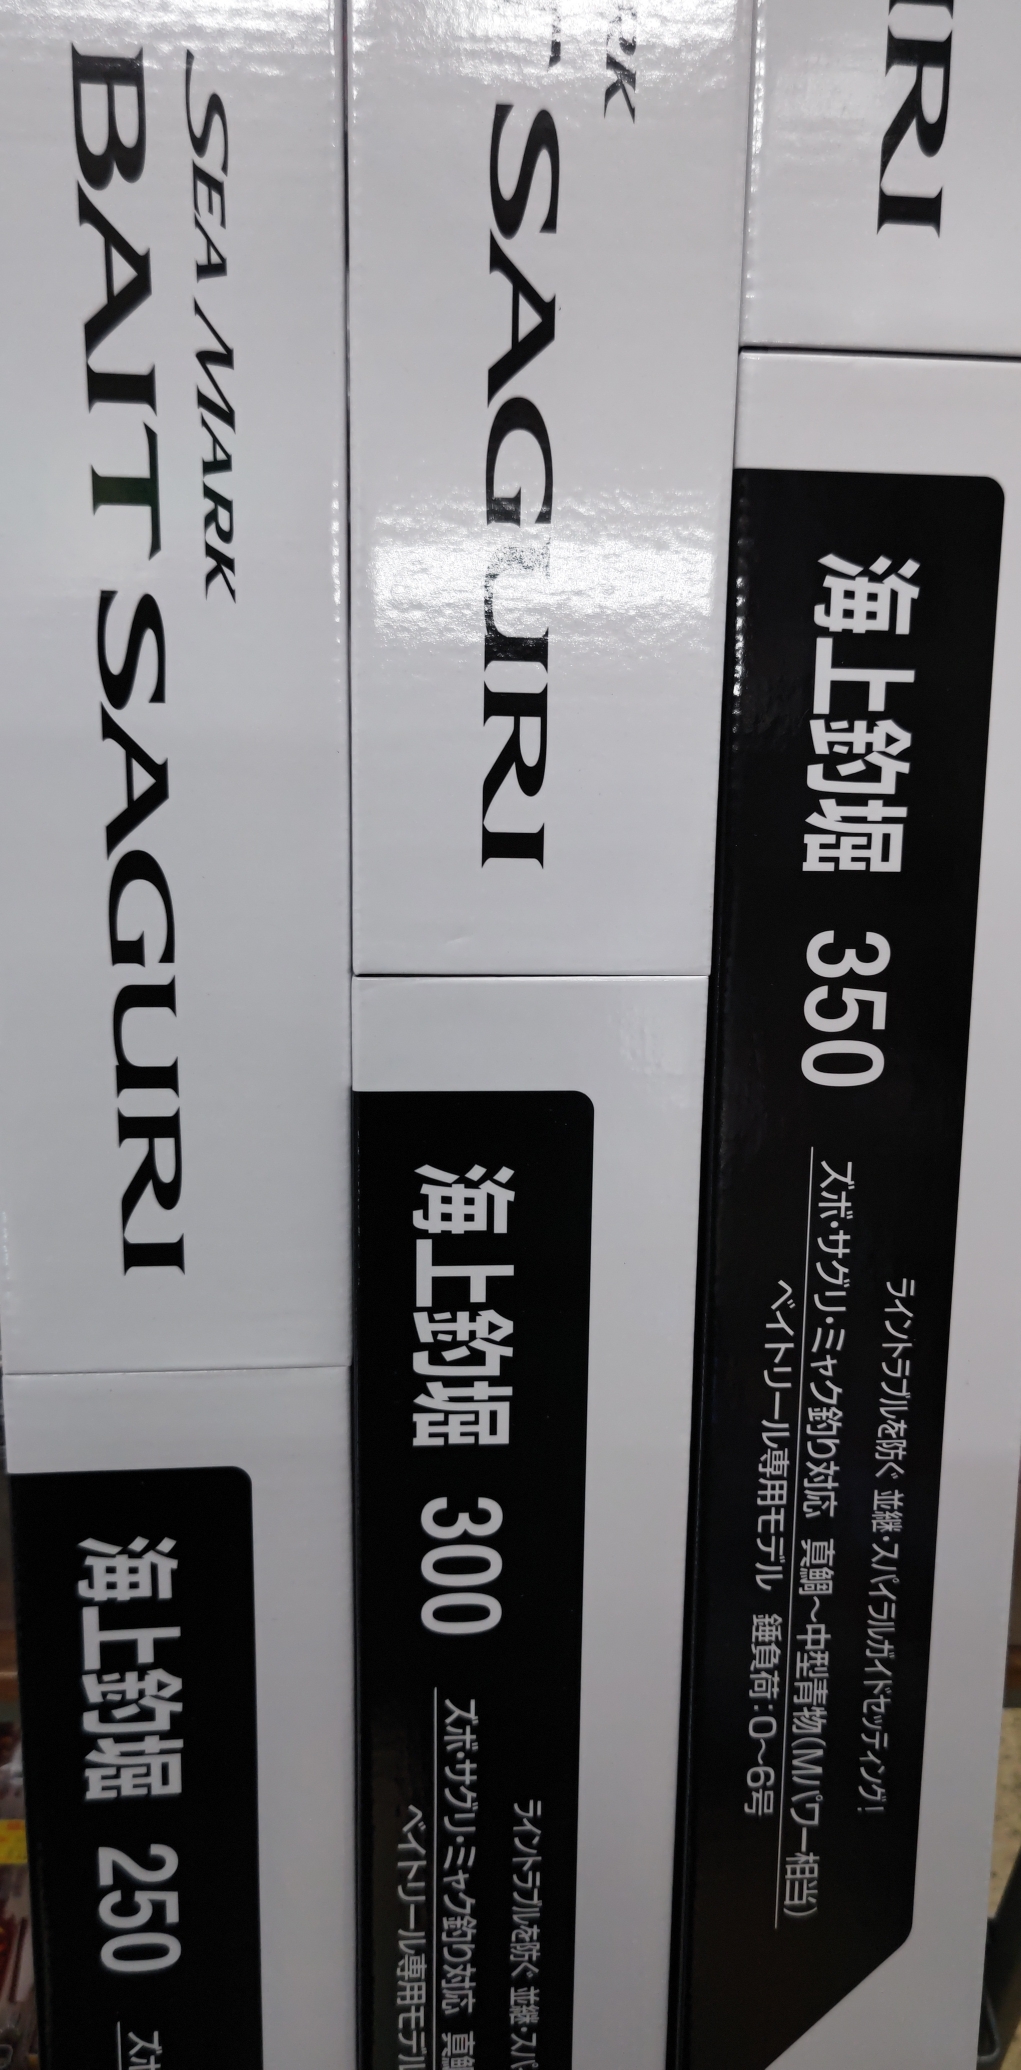 SEA MARK
BAIT SAGURI
海上釣堀 250
SAGURI
海上釣堀 300
ライントラブルを防ぐ 並継・スパ
ズボ・サグリ・ミャク釣り対応 真鯛
ベイトリール専用モデル
RI
海上釣堀 350
ライントラブルを防ぐ 並継・スパイラルガイドセッティング!
ズボ・サグリ・ミャク釣り対応 真鯛～中型青物(Mパワー相当)
ベイトリール専用モデル 錘負荷:0～6号